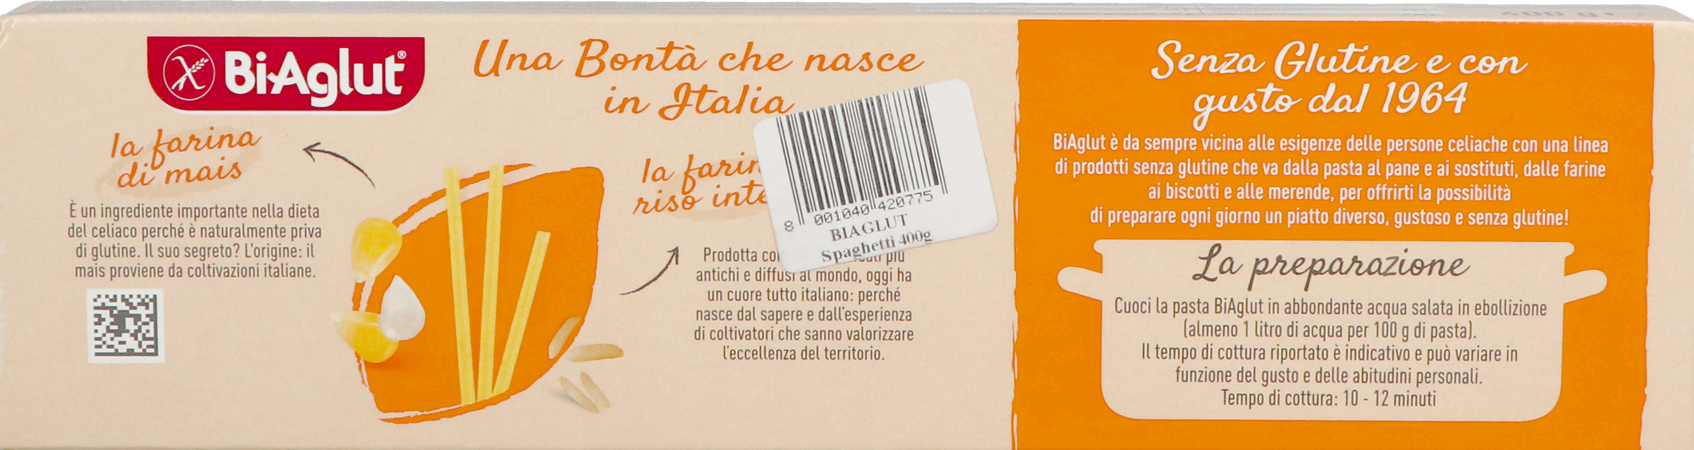 BiAglut®
Una Bontà che nasce
in Italia
la farina
di mais
È un ingrediente importante nella dieta
del celiaco perché è naturalmente priva
di glutine. Il suo segreto? L'origine: il
mais proviene da coltivazioni italiane.
la farin
riso inte
Prodotta co
più
antichi e diffusi al mondo, oggi ha
un cuore tutto italiano: perché
nasce dal sapere e dall'esperienza
di coltivatori che sanno valorizzare
l'eccellenza del territorio.
8 001040 420775
BIAGLUT
Spaghetti 400g
Senza Glutine e con
gusto dal 1964
BiAglut è da sempre vicina alle esigenze delle persone celiache con una linea
di prodotti senza glutine che va dalla pasta al pane e ai sostituti, dalle farine
ai biscotti e alle merende, per offrirti la possibilità
di preparare ogni giorno un piatto diverso, gustoso e senza glutine!
La preparazione
Cuoci la pasta BiAglut in abbondante acqua salata in ebollizione
(almeno 1 litro di acqua per 100 g di pasta).
Il tempo di cottura riportato è indicativo e può variare in
funzione del gusto e delle abitudini personali.
Tempo di cottura: 10 - 12 minuti